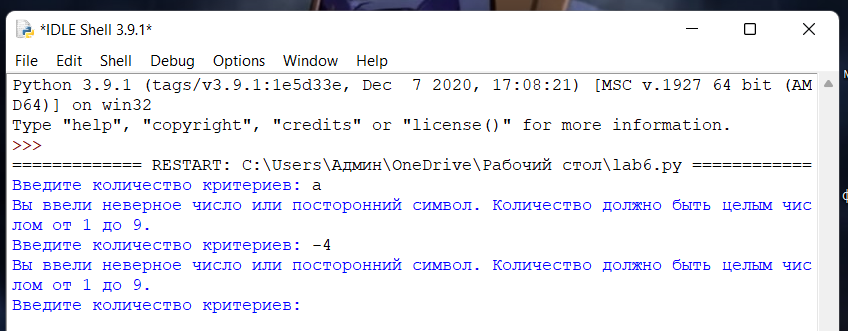 *IDLE Shell 3.9.1*
File Edit Shell Debug Options Window Help
Python 3.9.1 (tags/v3.9.1:1e5d33e, Dec  7 2020, 17:08:21) [MSC v.1927 64 bit (AM
D64)] on win32
Type "help", "copyright", "credits" or "license()" for more information.
>>>
============= RESTART: C:\Users\Админ\OneDrive\Рабочий стол\lab6.py ============
Введите количество критериев: а
Вы ввели неверное число или посторонний символ. Количество должно быть целым чис
лом от 1 до 9.
Введите количество критериев: -4
Вы ввели неверное число или посторонний символ. Количество должно быть целым чис
лом от 1 до 9.
Введите количество критериев: